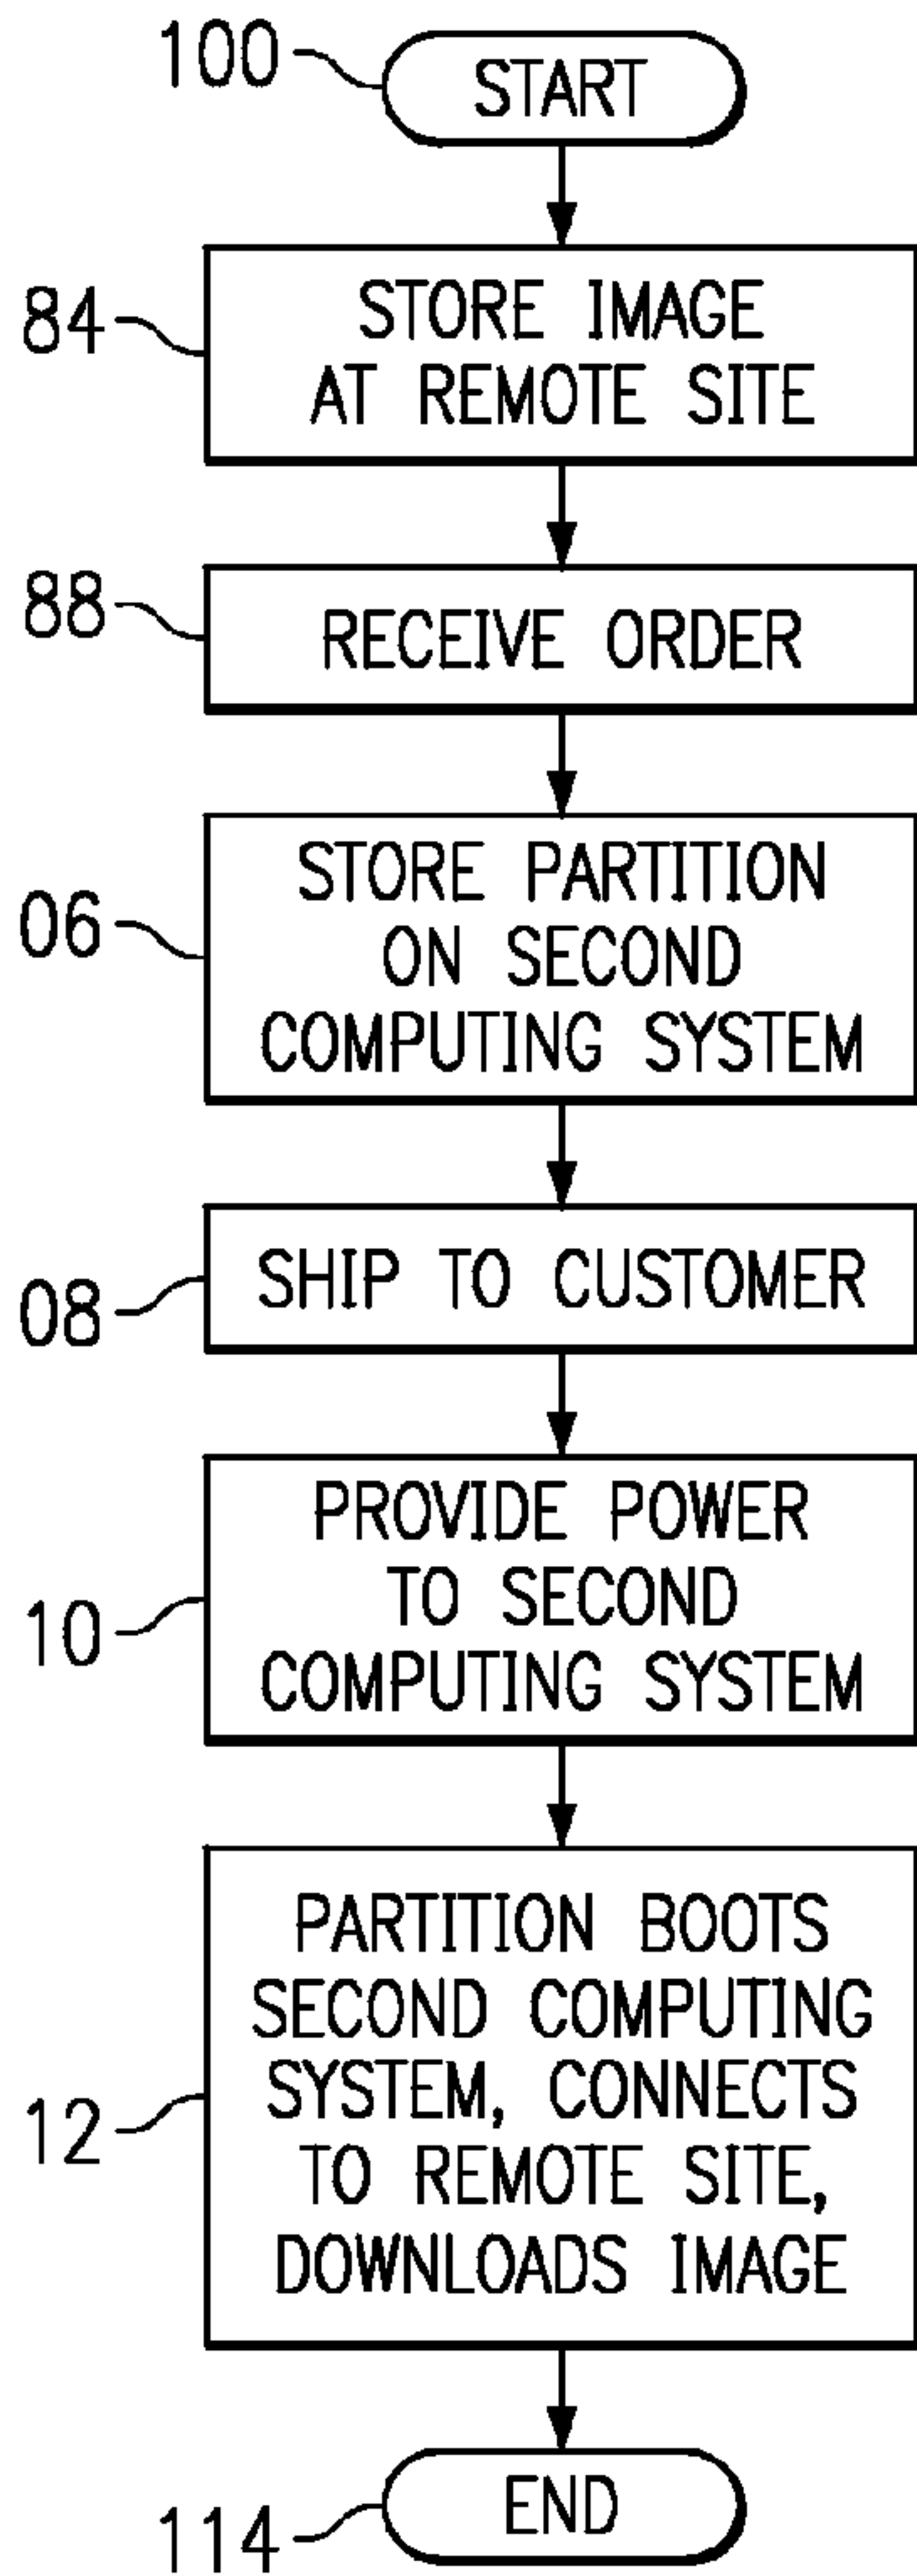 100
START
84
STORE IMAGE
AT REMOTE SITE
88
RECEIVE ORDER
06
STORE PARTITION
ON SECOND
COMPUTING SYSTEM
08
SHIP TO CUSTOMER
10
PROVIDE POWER
TO SECOND
COMPUTING SYSTEM
12
PARTITION BOOTS
SECOND COMPUTING
SYSTEM, CONNECTS
TO REMOTE SITE,
DOWNLOADS IMAGE
114
END